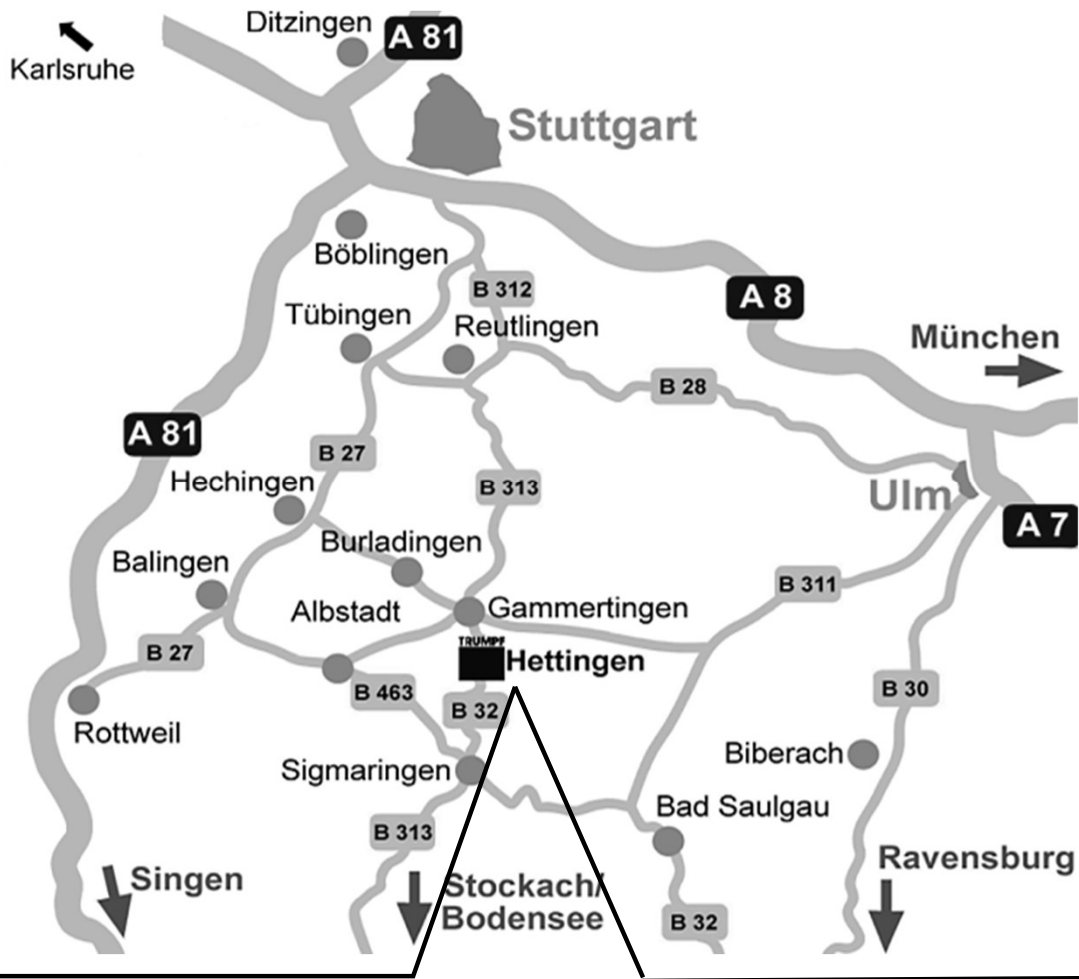 Ditzingen
A 81
Karlsruhe
Stuttgart
Böblingen
B 312
A 8
Tübingen
Reutlingen
München
B 28
A 81
B 27
Hechingen
B 313
Ulm
A 7
Burladingen
Balingen
B 311
Albstadt
Gammertingen
TRUMPF
Hettingen
B 27
B 463
B 32
B 30
Rottweil
Sigmaringen
Biberach
Bad Saulgau
B 313
Singen
Stockach/
Bodensee
Ravensburg
B 32